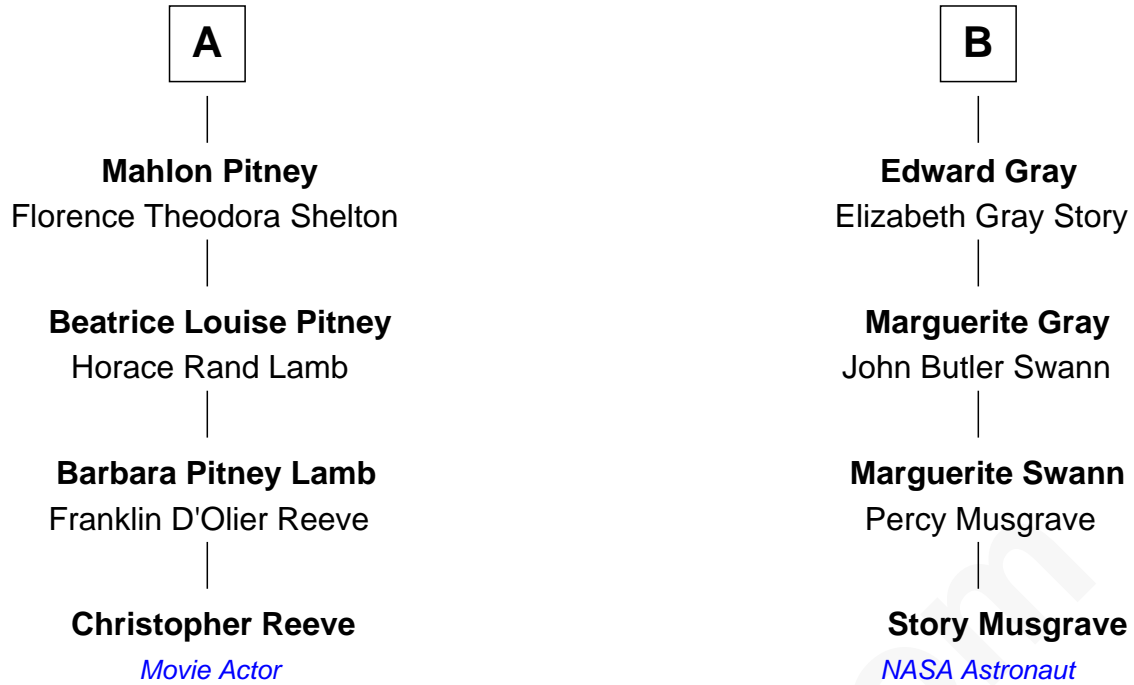 A
Mahlon Pitney
Florence Theodora Shelton
Beatrice Louise Pitney
Horace Rand Lamb
Barbara Pitney Lamb
Franklin D'Olier Reeve
Christopher Reeve
Movie Actor
B
Edward Gray
Elizabeth Gray Story
Marguerite Gray
John Butler Swann
Marguerite Swann
Percy Musgrave
Story Musgrave
NASA Astronaut
om